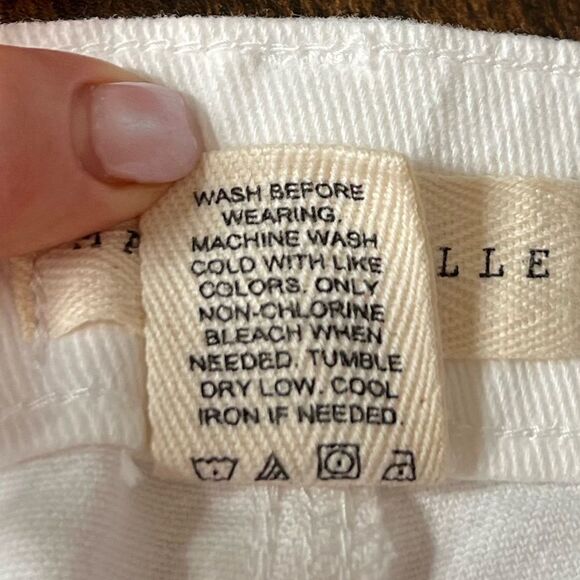 WASH BEFORE
WEARING.
MACHINE WASH
COLD WITH LIKE
COLORS. ONLY
NON-CHLORINE
BLEACH WHEN
NEEDED. TUMBLE
DRY LOW. COOL
IRON IF NEEDED.
LLE